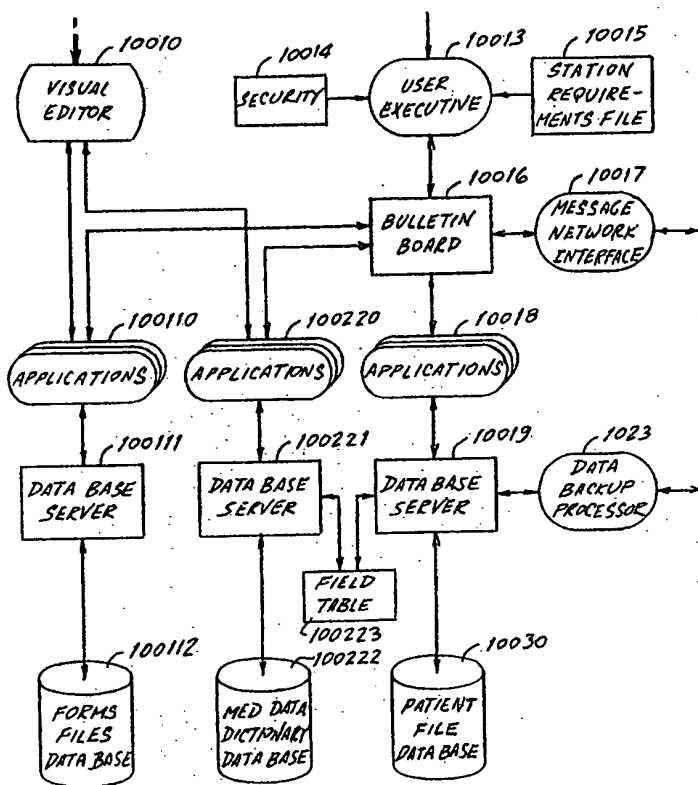 10010
VISUAL
EDITOR
10014
SECURITY
10013
USER
EXECUTIVE
10015
STATION
REQUIRE-
MENTS FILE
10016
BULLETIN
BOARD
10017
MESSAGE
NETWORK
INTERFACE
100110
APPLICATIONS
100220
APPLICATIONS
10018
APPLICATIONS
100111
DATA BASE
SERVER
100221
DATA BASE
SERVER
10019
DATA BASE
SERVER
1023
DATA
BACKUP
PROCESSOR
FIELD
TABLE
100223
100112
FORMS
FILES
DATA BASE
100222
MED DATA
DICTIONARY
DATA BASE
10030
PATIENT
FILE
DATA BASE